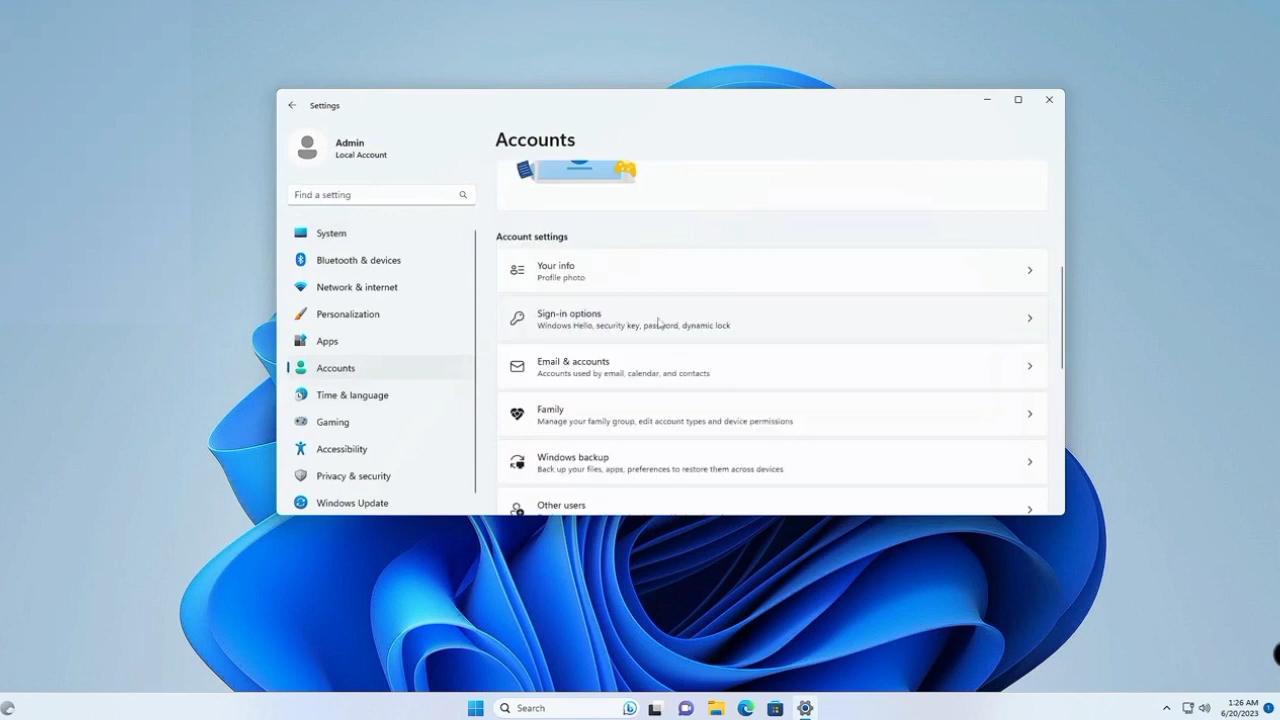 Settings
Admin
Local Account
Find a setting
System
Bluetooth & devices
Network & internet
Personalization
Apps
Accounts
Time & language
Gaming
Accessibility
Privacy & security
Windows Update
Accounts
Account settings
Your info
Profile photo
Sign-in options
Windows Hello, security key, password, dynamic lock
Email & accounts
Accounts used by email, calendar, and contacts
Family
Manage your family group, edit account types and device permissions
Windows backup
Back up your files, apps, preferences to restore them across devices
Other users
Search
1:26 AM
6/20/2023